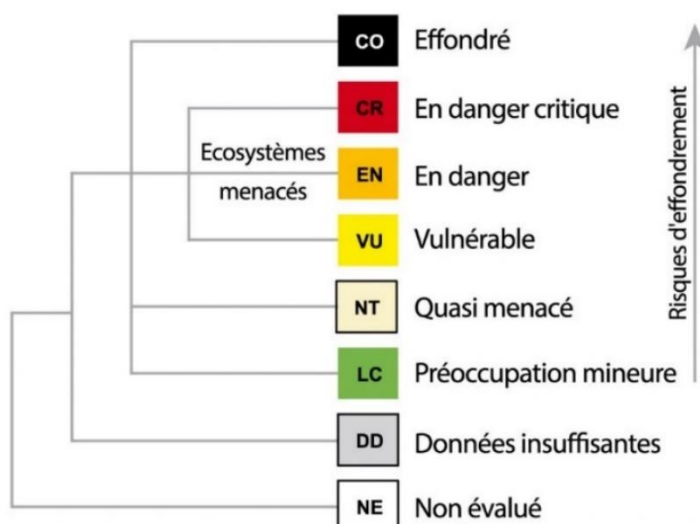 CO Effondré
CR En danger critique
Ecosystèmes
menacés
EN En danger
VU Vulnérable
NT Quasi menacé
LC Préoccupation mineure
DD Données insuffisantes
NE Non évalué
Risques d'effondrement